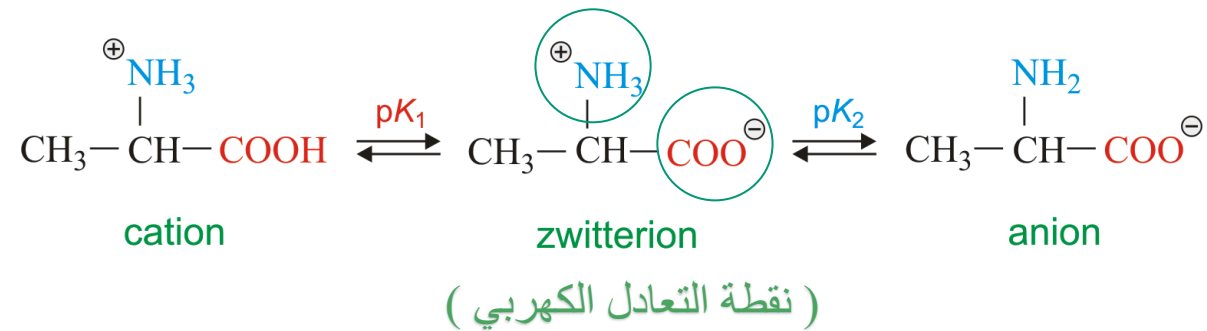 ⊕NH₃ ⊕NH₃ NH₂
CH₃—CH—COOH pK₁ CH₃—CH—COO⊖ pK₂ CH₃—CH—COO⊖
cation zwitterion anion
( نقطة التعادل الكهربي )